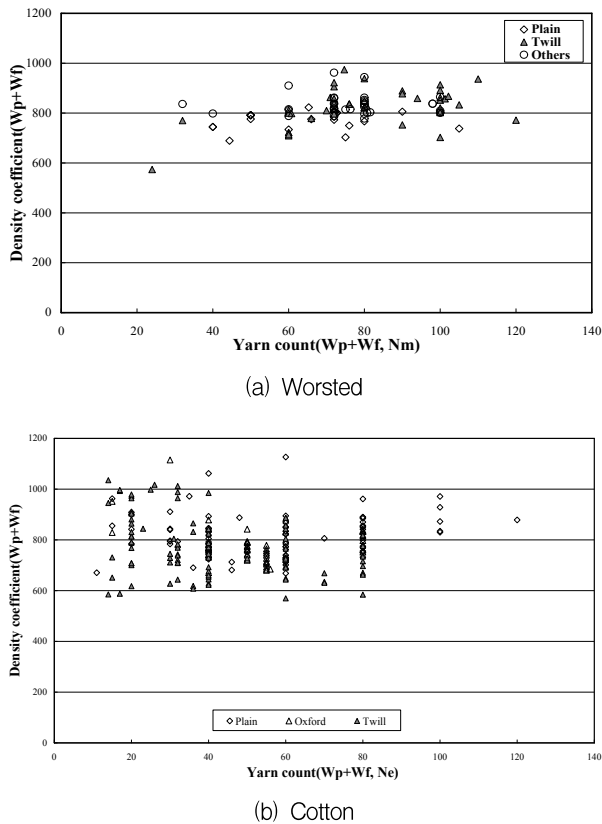 1200
1000
800
600
400
200
0
Density coefficient(Wp+Wf)
Plain
Twill
Others
0 20 40 60 80 100 120 140
Yarn count(Wp+Wf, Nm)
(a) Worsted
1200
1000
800
600
400
200
0
Density coefficient(Wp+Wf)
Plain Oxford Twill
0 20 40 60 80 100 120 140
Yarn count(Wp+Wf, Ne)
(b) Cotton